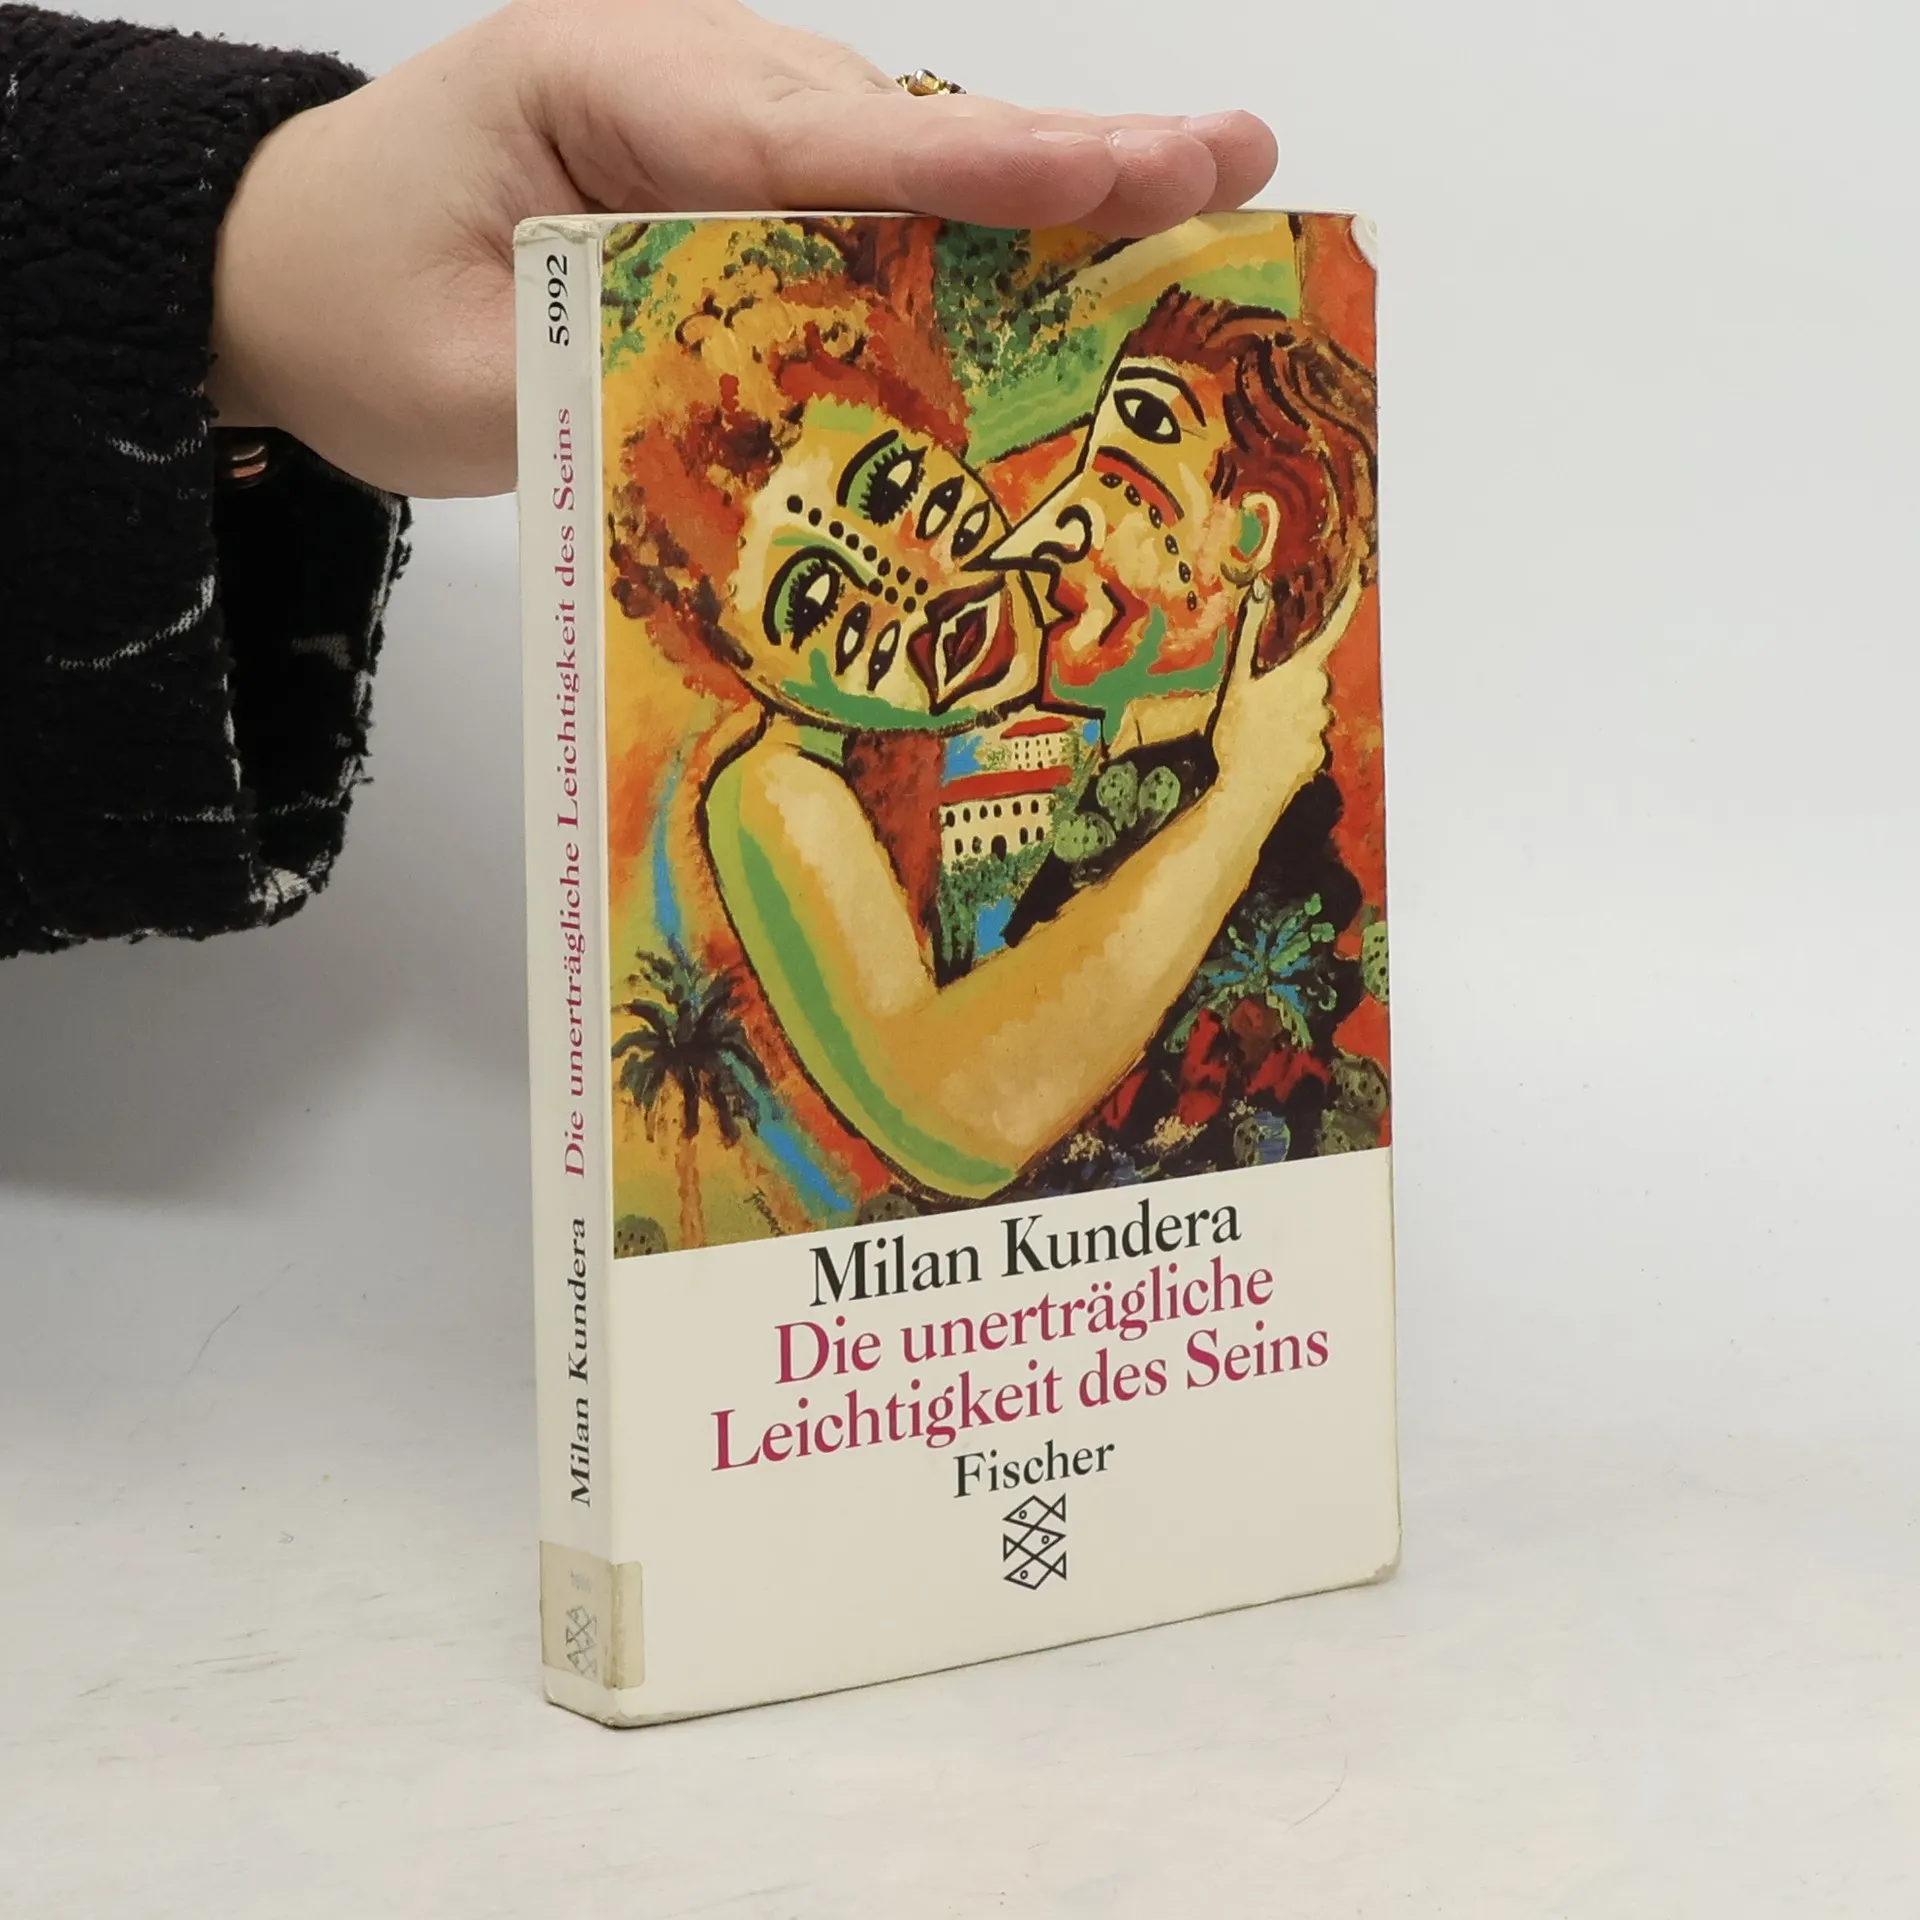 5992
Milan Kundera Die unerträgliche Leichtigkeit des Seins
Milan Kundera
Die unerträgliche
Leichtigkeit des Seins
Fischer